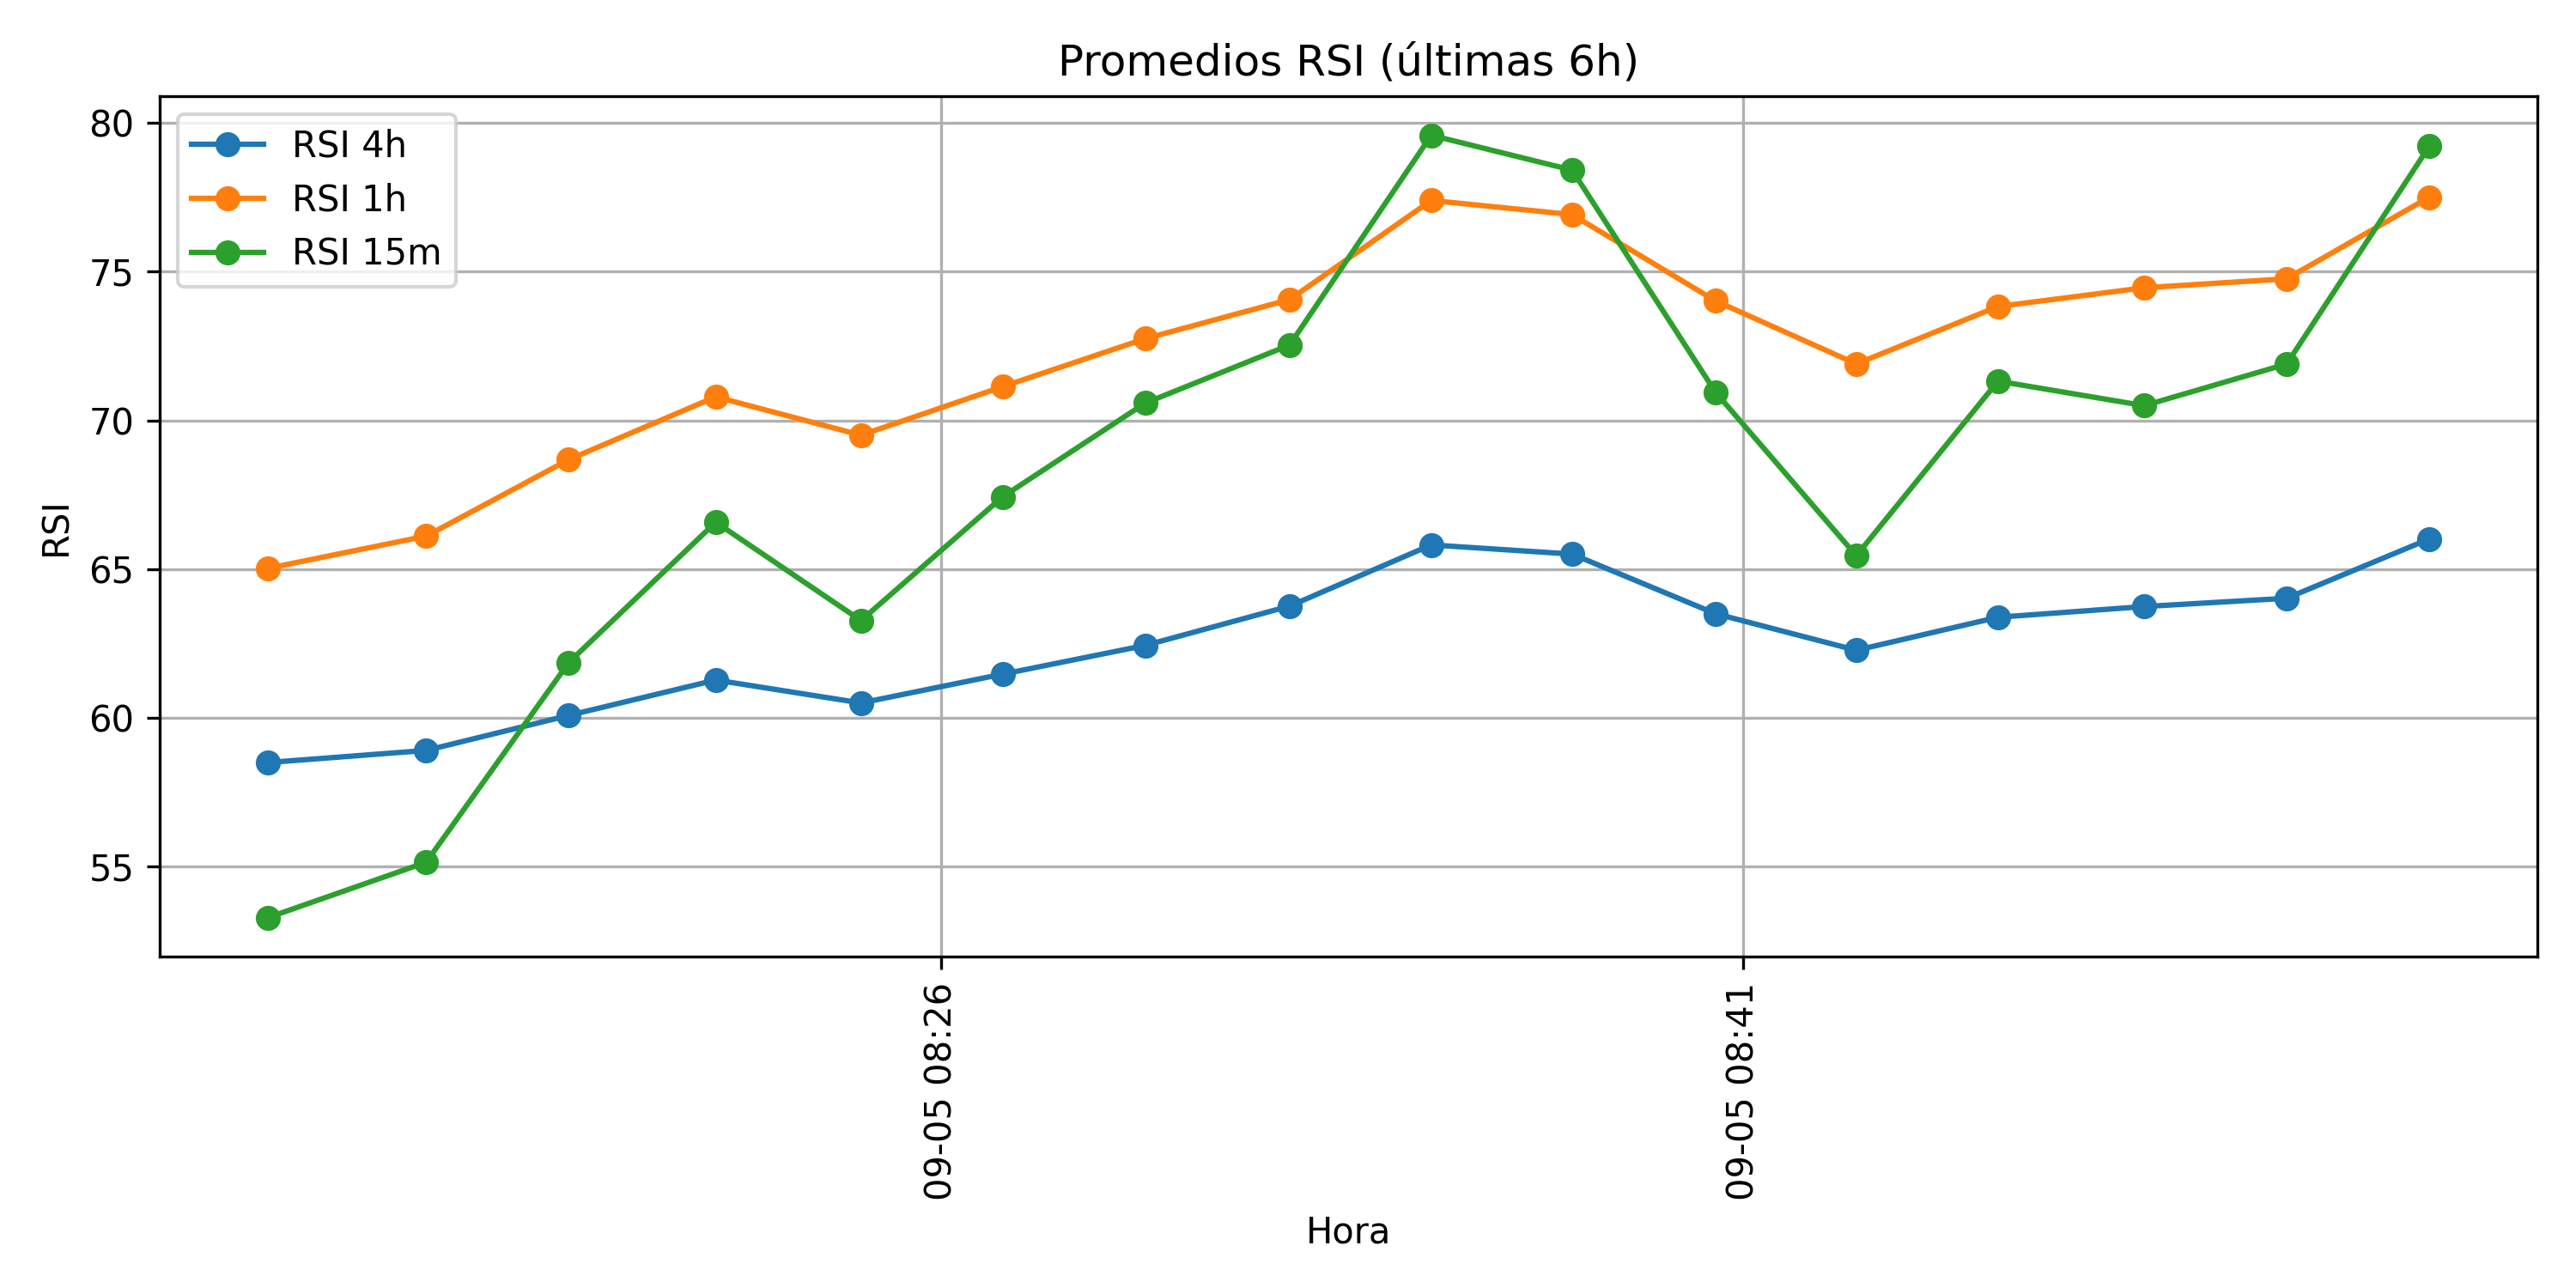 Promedios RSI (últimas 6h)
RSI 4h
RSI 1h
RSI 15m
80
75
70
65
60
55
RSI
09-05 08:26
09-05 08:41
Hora